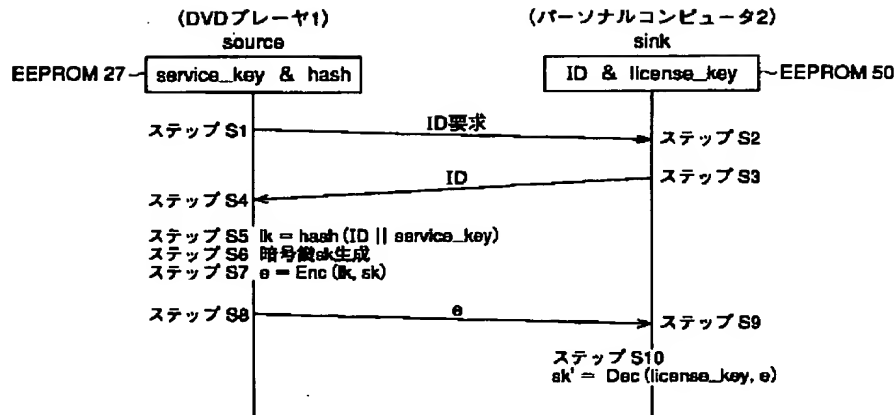 (DVDプレーヤ1)
source
(パーソナルコンピュータ2)
sink
EEPROM 27
service_key & hash
ID & license_key
EEPROM 50
ステップ S1
ID要求
ステップ S2
ID
ステップ S3
ステップ S4
ステップ S5 lk = hash (ID || service_key)
ステップ S6 暗号鍵sk生成
ステップ S7 e = Enc (lk, sk)
ステップ S8
e
ステップ S9
ステップ S10
sk' = Dec (license_key, e)